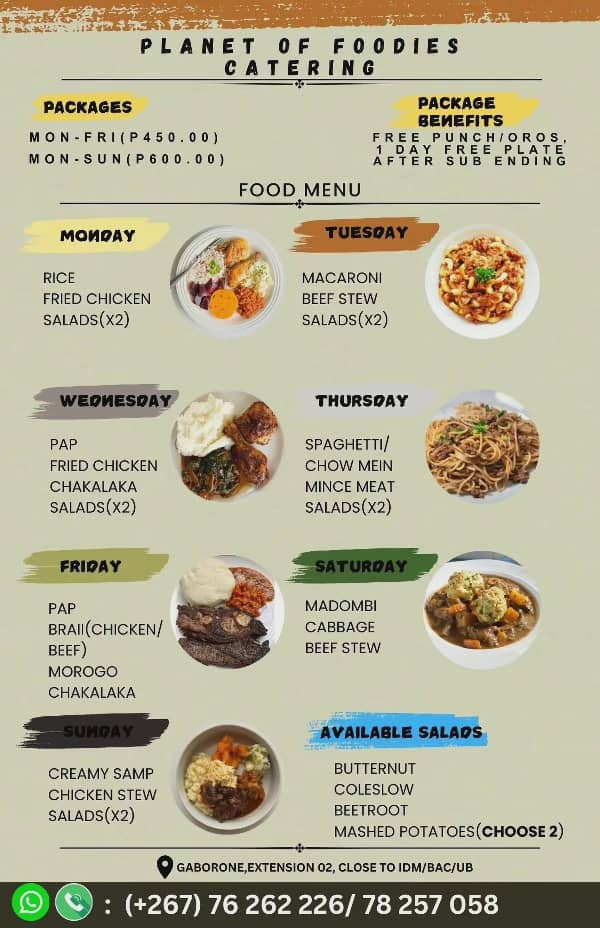 PLANET OF FOODIES
CATERING
PACKAGES
MON-FRI(P450.00)
MON-SUN(P600.00)
PACKAGE
BENEFITS
FREE PUNCH/OROS,
1 DAY FREE PLATE
AFTER SUB ENDING
FOOD MENU
MONDAY
RICE
FRIED CHICKEN
SALADS(X2)
TUESDAY
MACARONI
BEEF STEW
SALADS(X2)
WEDNESDAY
PAP
FRIED CHICKEN
CHAKALAKA
SALADS(X2)
THURSDAY
SPAGHETTI/
CHOW MEIN
MINCE MEAT
SALADS(X2)
FRIDAY
PAP
BRAII(CHICKEN/
BEEF)
MOROGO
CHAKALAKA
SATURDAY
MADOMBI
CABBAGE
BEEF STEW
SUNDAY
CREAMY SAMP
CHICKEN STEW
SALADS(X2)
AVAILABLE SALADS
BUTTERNUT
COLESLOW
BEETROOT
MASHED POTATOES(CHOOSE 2)
GABORONE,EXTENSION 02, CLOSE TO IDM/BAC/UB
: (+267) 76 262 226/ 78 257 058